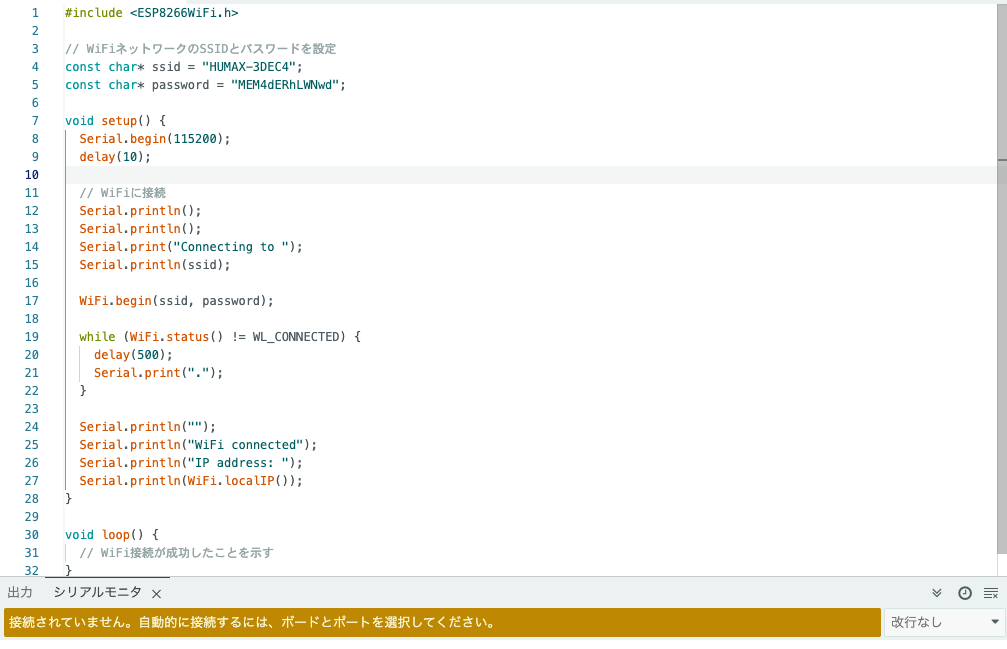 1 #include <ESP8266WiFi.h>
2
3 // WiFiネットワークのSSIDとパスワードを設定
4 const char* ssid = "HUMAX-3DEC4";
5 const char* password = "MEM4dERhLWNwd";
6
7 void setup() {
8   Serial.begin(115200);
9   delay(10);
10
11   // WiFiに接続
12   Serial.println();
13   Serial.println();
14   Serial.print("Connecting to ");
15   Serial.println(ssid);
16
17   WiFi.begin(ssid, password);
18
19   while (WiFi.status() != WL_CONNECTED) {
20     delay(500);
21     Serial.print(".");
22   }
23
24   Serial.println("");
25   Serial.println("WiFi connected");
26   Serial.println("IP address: ");
27   Serial.println(WiFi.localIP());
28 }
29
30 void loop() {
31   // WiFi接続が成功したことを示す
32 }
出力 シリアルモニタ
接続されていません。自動的に接続するには、ボードとポートを選択してください。 改行なし